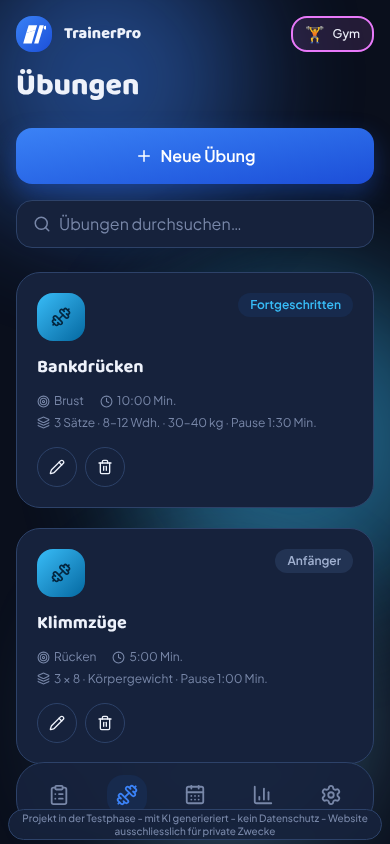 TrainerPro
Gym
Übungen
Neue Übung
Übungen durchsuchen...
Fortgeschritten
Bankdrücken
Brust 10:00 Min.
3 Sätze · 8–12 Wdh. · 30–40 kg · Pause 1:30 Min.
Anfänger
Klimmzüge
Rücken 5:00 Min.
3 × 8 · Körpergewicht · Pause 1:00 Min.
Projekt in der Testphase – mit KI generieriert – kein Datenschutz – Website
ausschliesslich für private Zwecke